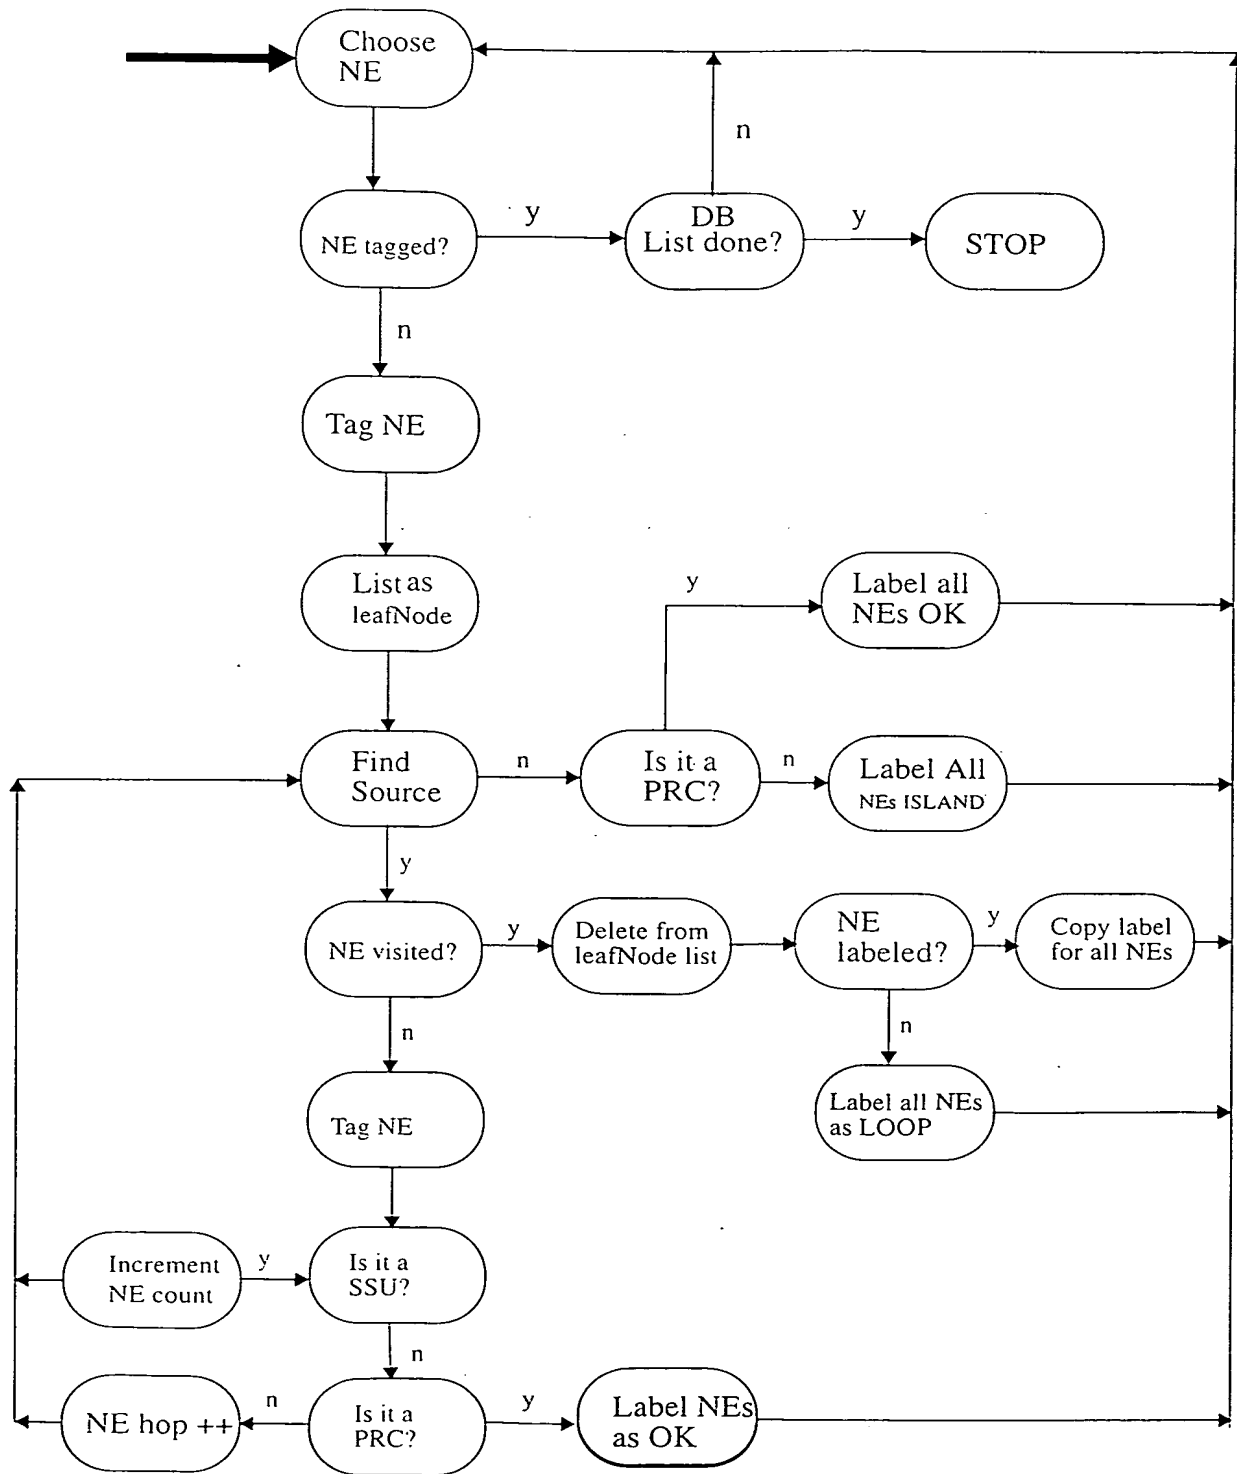 Choose
NE
n
NE tagged?
y
DB
List done?
y
STOP
n
Tag NE
List as
leafNode
y
Label all
NEs OK
Find
Source
n
Is it a
PRC?
n
Label All
NEs ISLAND
y
NE visited?
y
Delete from
leafNode list
NE
labeled?
y
Copy label
for all NEs
n
n
Tag NE
Label all NEs
as LOOP
Increment
NE count
y
Is it a
SSU?
n
NE hop ++
n
Is it a
PRC?
y
Label NEs
as OK